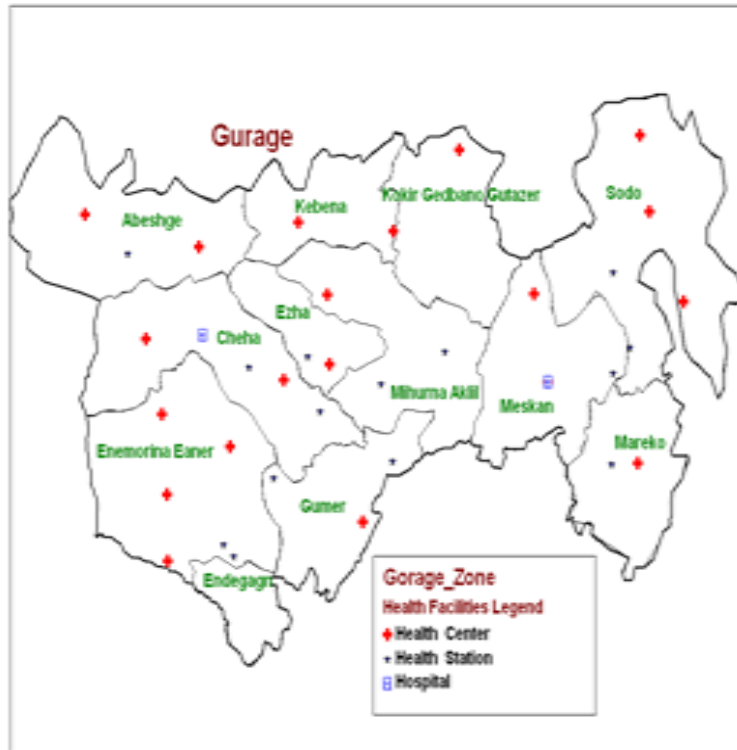 Gurage
Kebena
Kokir Gedbano Gutazer
Sodo
Abeshge
Ezha
Cheha
Mihurna Aklil
Meskan
Enemorina Eaner
Mareko
Gumer
Endegagn
Gorage_Zone
Health Facilities Legend
Health Center
Health Station
Hospital